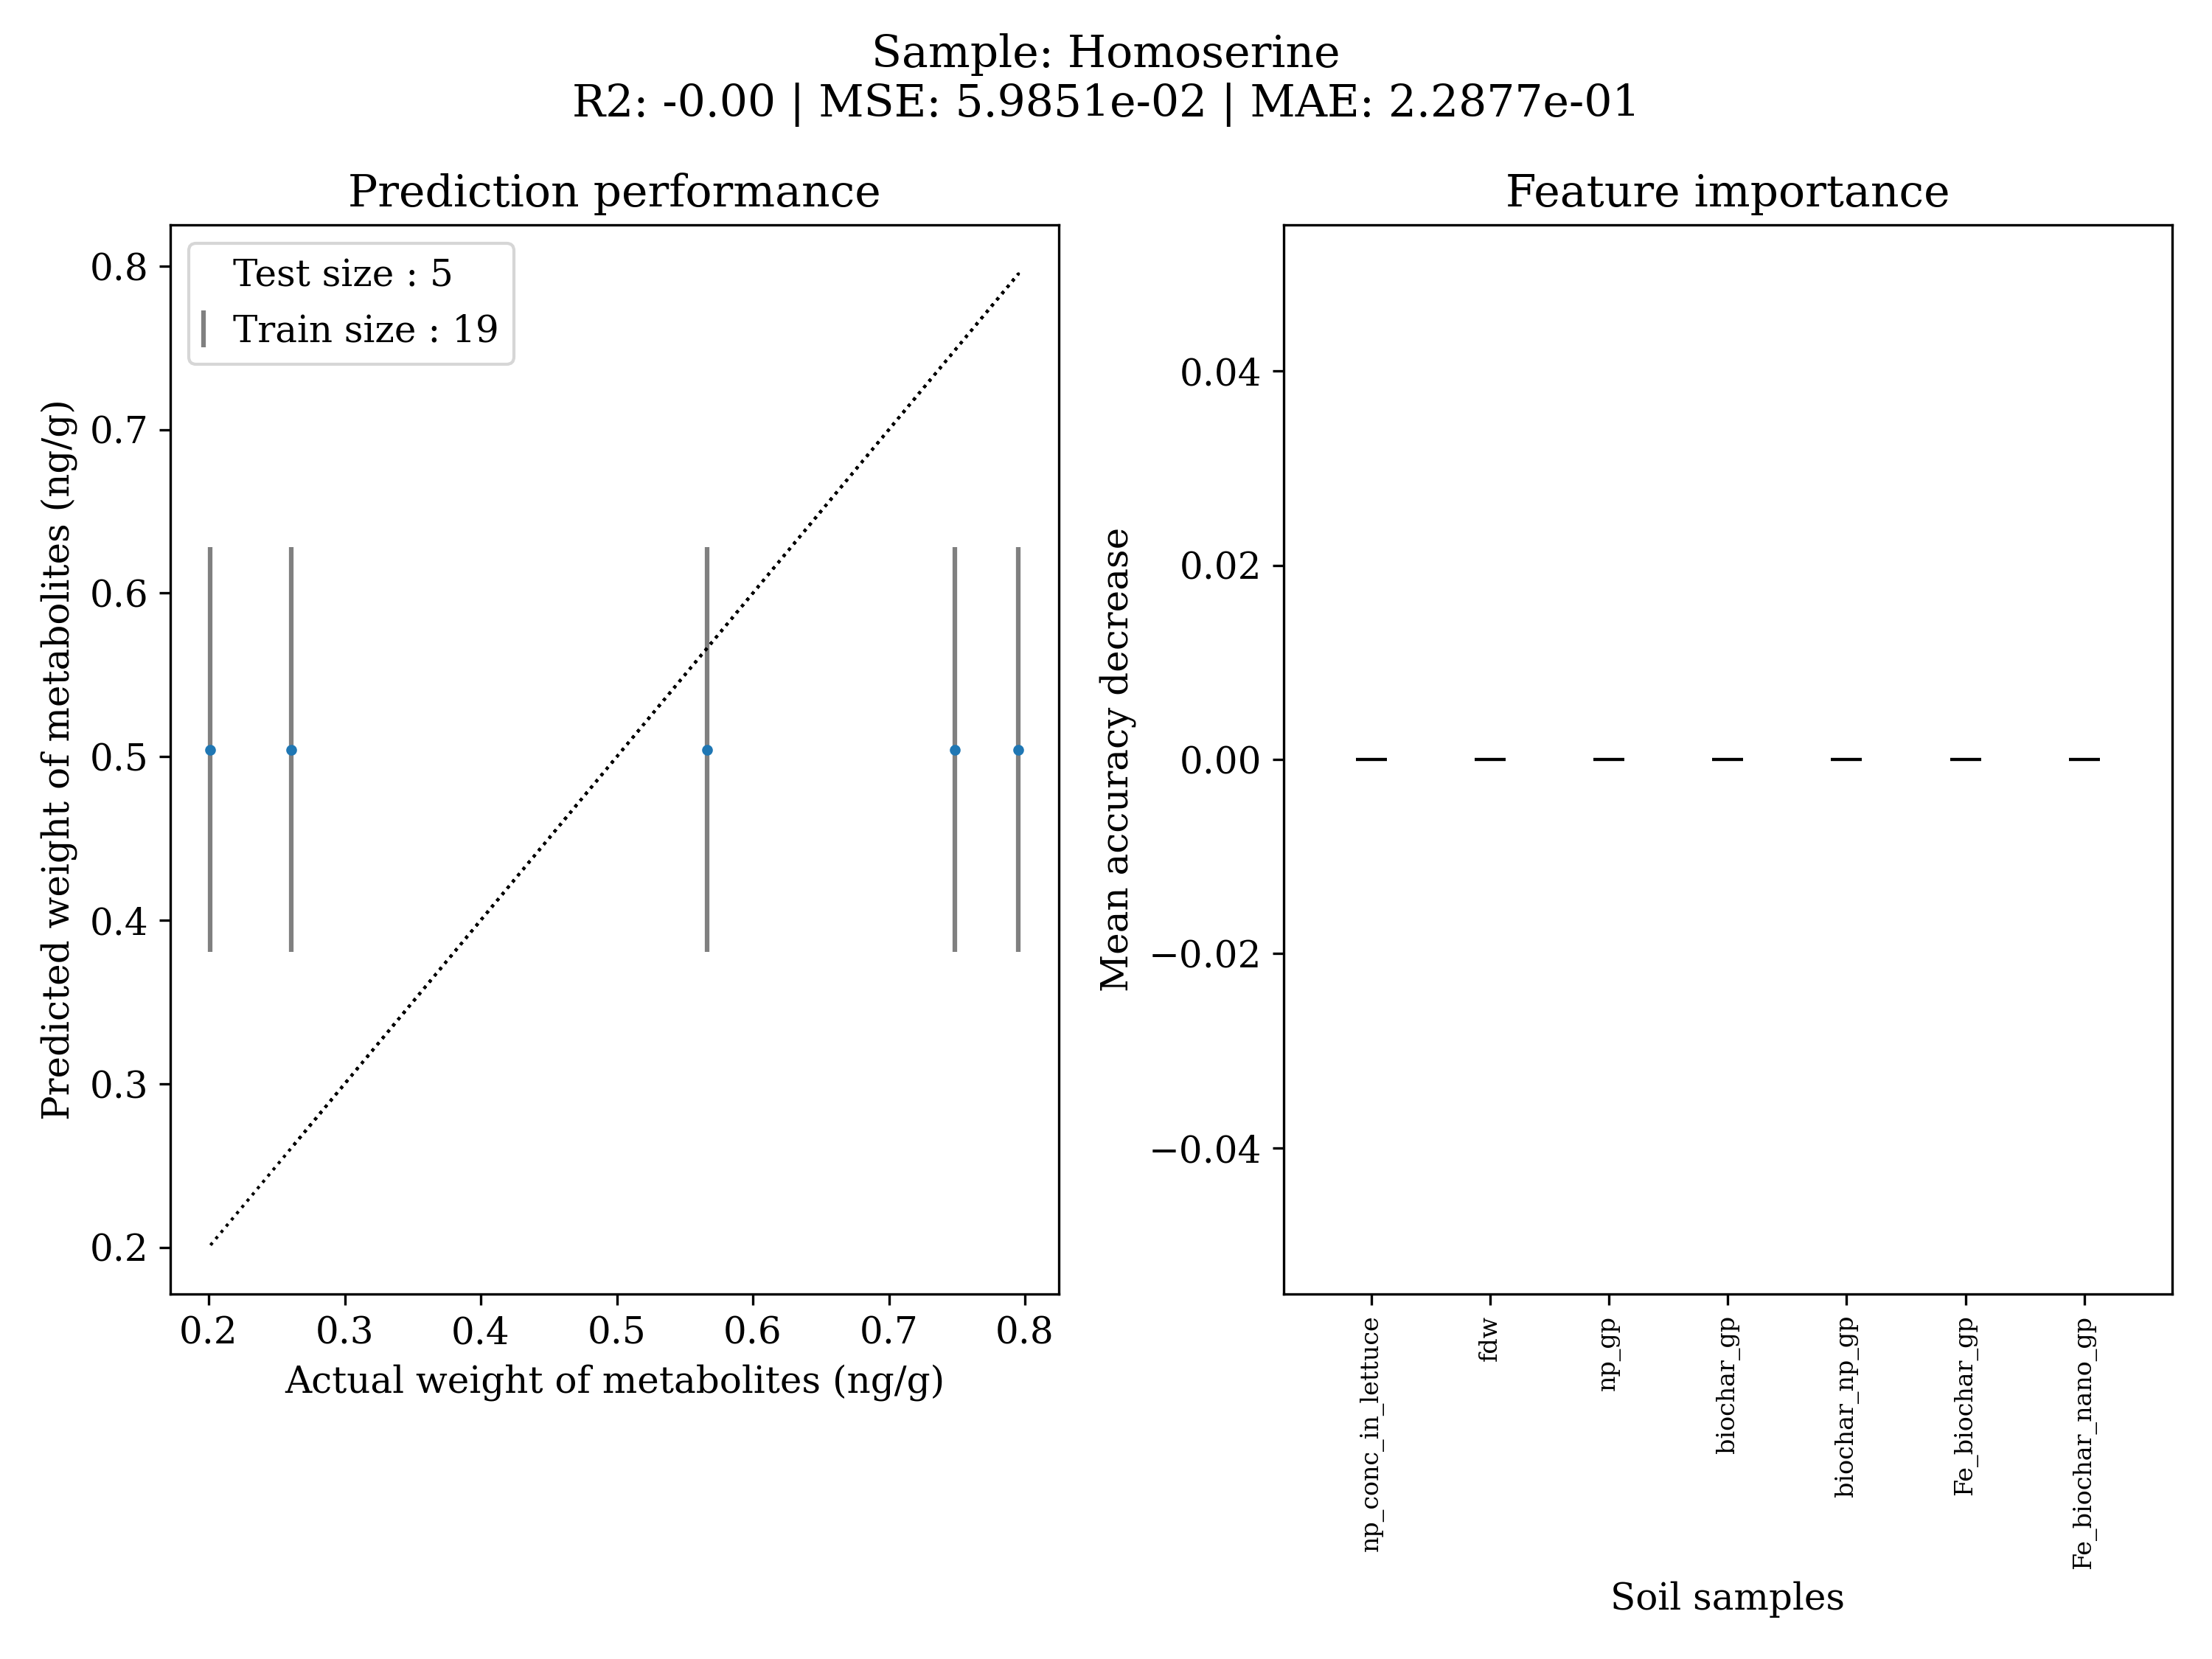 Sample: Homoserine
R2: -0.00 | MSE: 5.9851e-02 | MAE: 2.2877e-01
Prediction performance
Test size : 5
Train size : 19
0.8
0.7
0.6
0.5
0.4
0.3
0.2
Predicted weight of metabolites (ng/g)
0.2 0.3 0.4 0.5 0.6 0.7 0.8
Actual weight of metabolites (ng/g)
Feature importance
0.04
0.02
0.00
−0.02
−0.04
Mean accuracy decrease
np_conc_in_lettuce
fdw
np_gp
biochar_gp
biochar_np_gp
Fe_biochar_gp
Fe_biochar_nano_gp
Soil samples